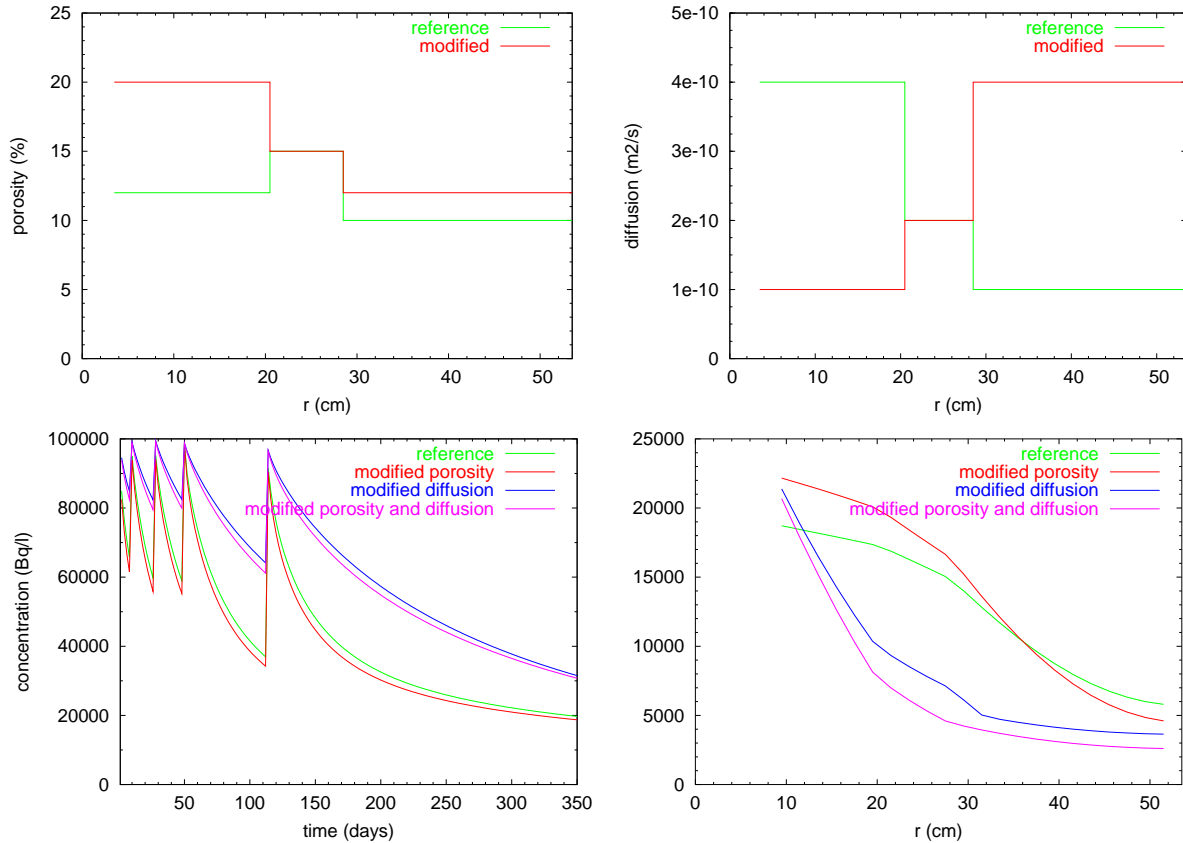 25
20
15
10
5
0
porosity (%)
0 10 20 30 40 50
r (cm)
reference
modified
5e-10
4e-10
3e-10
2e-10
1e-10
0
diffusion (m2/s)
0 10 20 30 40 50
r (cm)
reference
modified
100000
80000
60000
40000
20000
0
concentration (Bq/l)
50 100 150 200 250 300 350
time (days)
reference
modified porosity
modified diffusion
modified porosity and diffusion
25000
20000
15000
10000
5000
0
0 10 20 30 40 50
r (cm)
reference
modified porosity
modified diffusion
modified porosity and diffusion